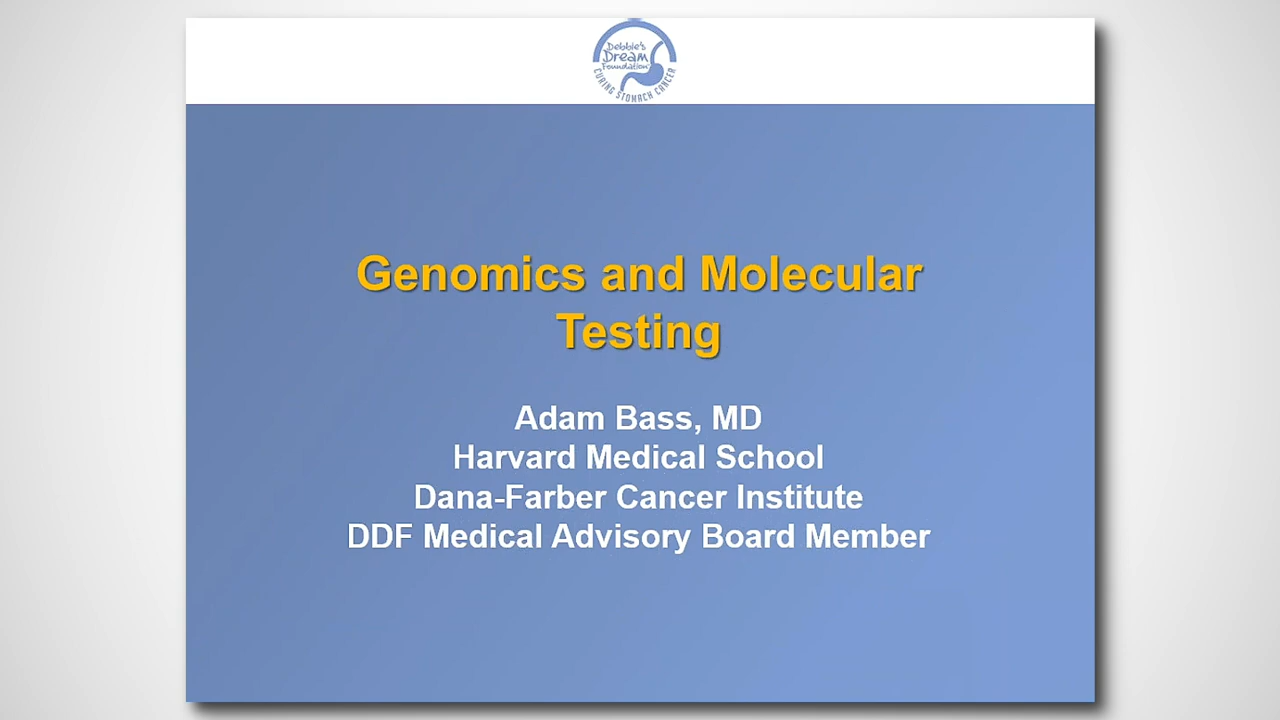 Debbie's
Dream
Foundation
CURING STOMACH CANCER
Genomics and Molecular
Testing
Adam Bass, MD
Harvard Medical School
Dana-Farber Cancer Institute
DDF Medical Advisory Board Member